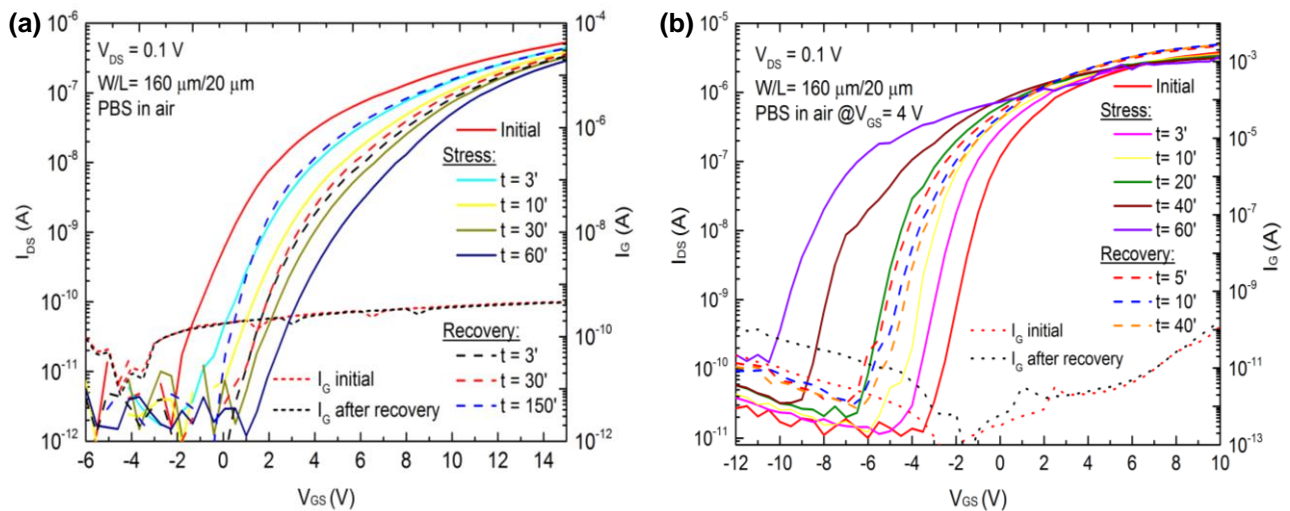 (a)
10⁻⁶
10⁻⁷
10⁻⁸
10⁻⁹
10⁻¹⁰
10⁻¹¹
10⁻¹²
I_DS (A)
V_DS = 0.1 V
W/L= 160 μm/20 μm
PBS in air
Initial
Stress:
t = 3'
t = 10'
t = 30'
t = 60'
Recovery:
t = 3'
t = 30'
t = 150'
I_G initial
I_G after recovery
10⁻⁴
10⁻⁶
10⁻⁸
10⁻¹⁰
10⁻¹²
I_G (A)
-6 -4 -2 0 2 4 6 8 10 12 14
V_GS (V)
(b)
10⁻⁵
10⁻⁶
10⁻⁷
10⁻⁸
10⁻⁹
10⁻¹⁰
10⁻¹¹
I_DS (A)
V_DS = 0.1 V
W/L= 160 μm/20 μm
PBS in air @V_GS= 4 V
Initial
Stress:
t= 3'
t= 10'
t= 20'
t= 40'
t= 60'
Recovery:
t= 5'
t= 10'
t= 40'
I_G initial
I_G after recovery
10⁻³
10⁻⁵
10⁻⁷
10⁻⁹
10⁻¹¹
10⁻¹³
I_G (A)
-12 -10 -8 -6 -4 -2 0 2 4 6 8 10
V_GS (V)